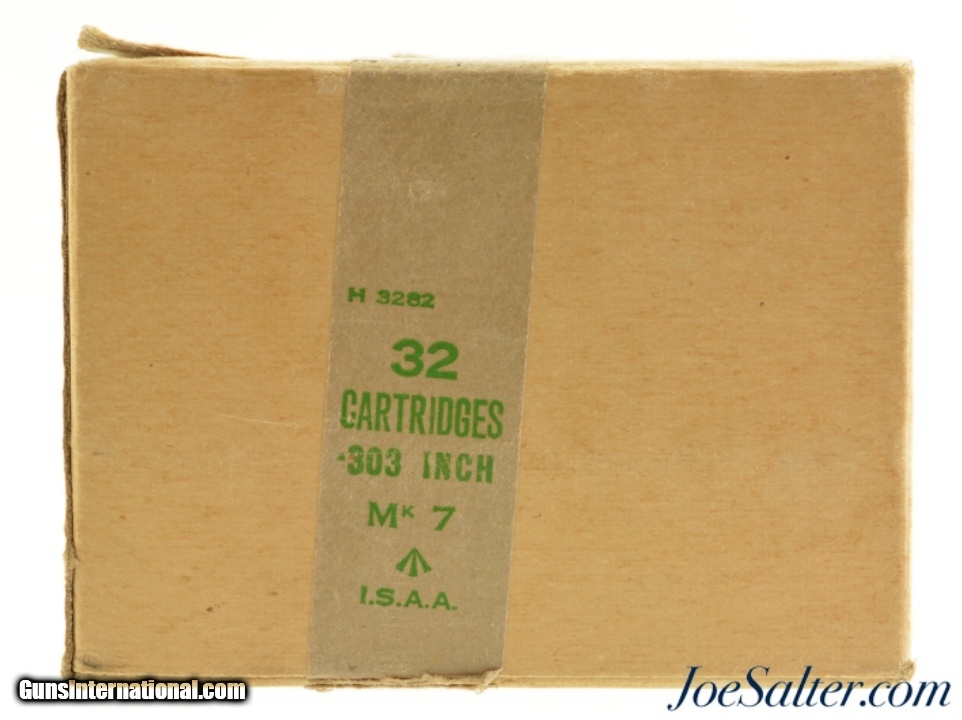 H 3282
32
CARTRIDGES
.303 INCH
Mk 7
I.S.A.A.
GunsInternational.com
JoeSalter.com